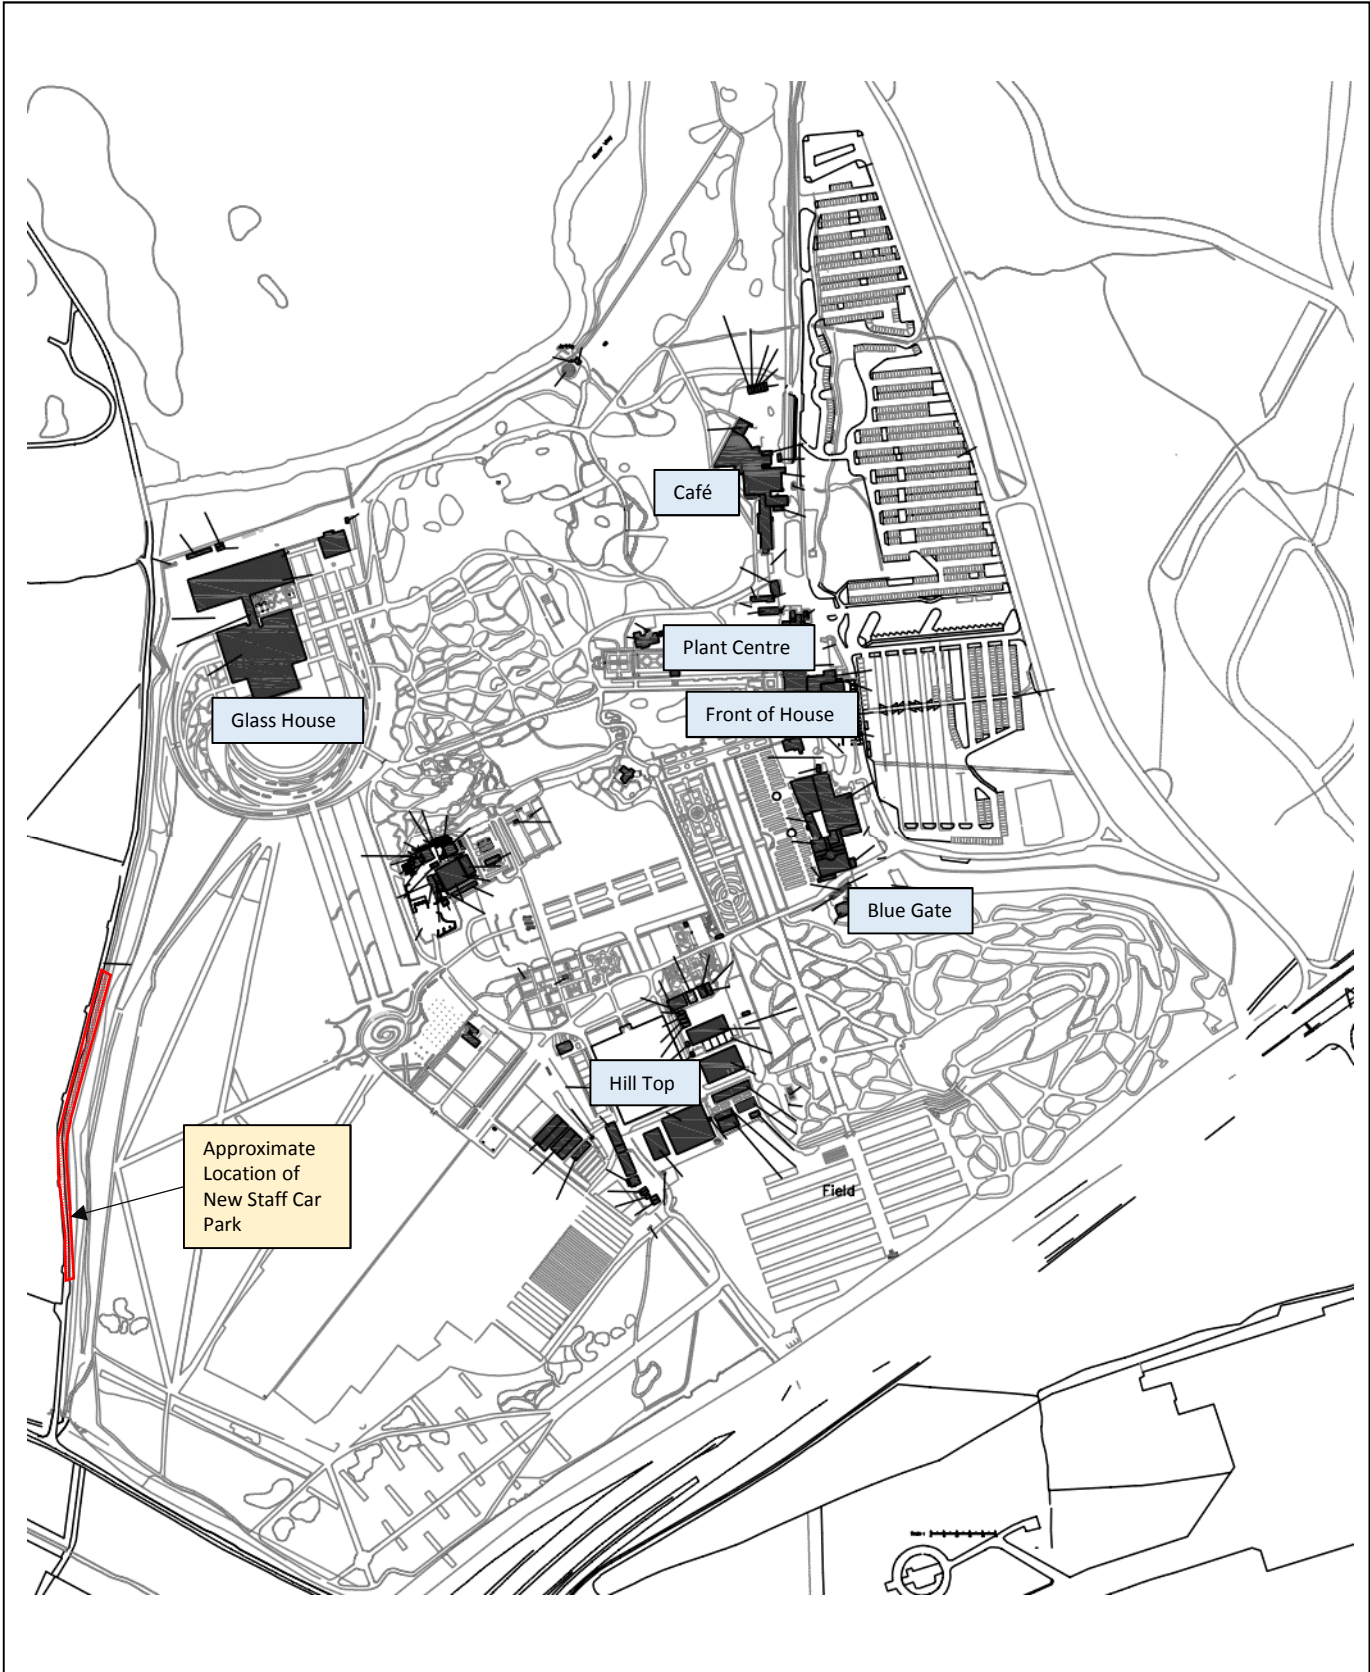 Café
Plant Centre
Glass House
Front of House
Blue Gate
Hill Top
Approximate
Location of
New Staff Car
Park
Field